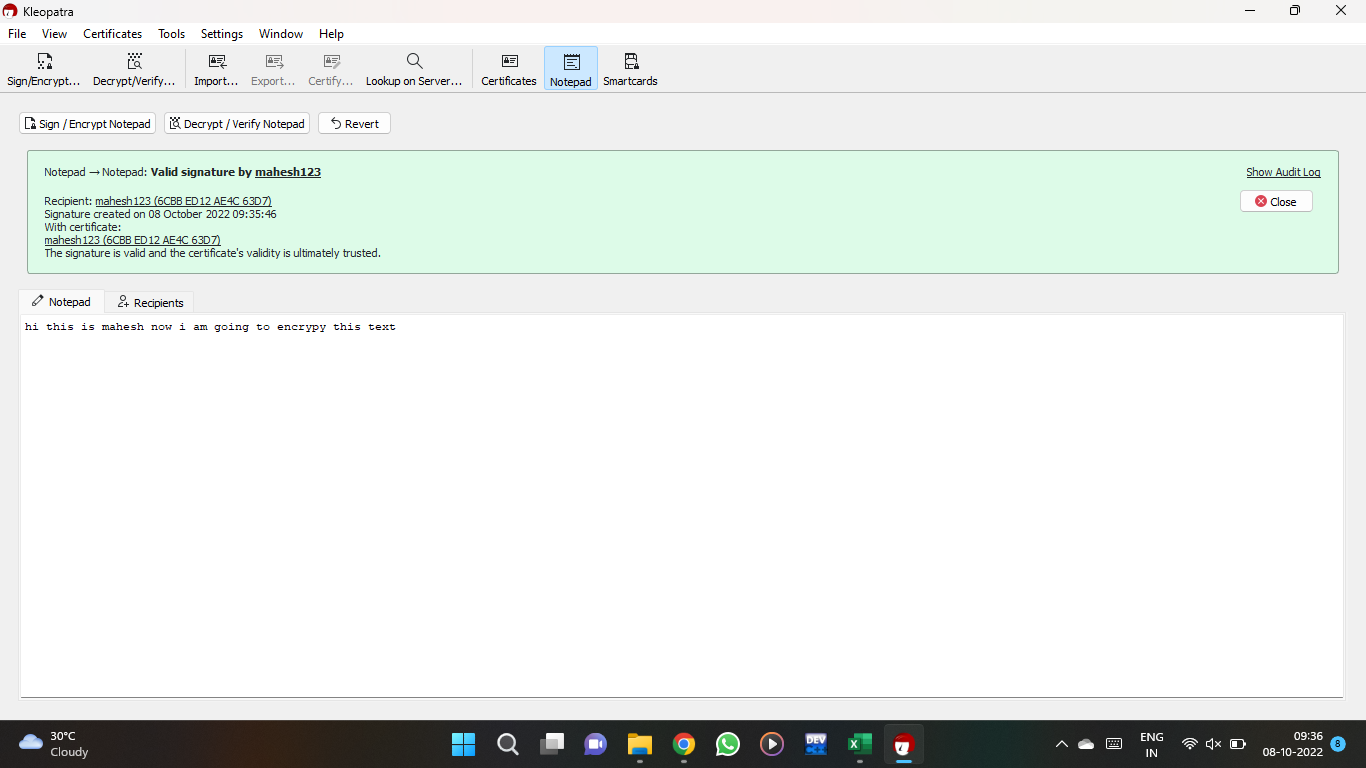 Kleopatra
File View Certificates Tools Settings Window Help
Sign/Encrypt... Decrypt/Verify... Import... Export... Certify... Lookup on Server... Certificates Notepad Smartcards
Sign / Encrypt Notepad Decrypt / Verify Notepad Revert
Notepad → Notepad: Valid signature by mahesh123 Show Audit Log
Close
Recipient: mahesh123 (6CBB ED12 AE4C 63D7)
Signature created on 08 October 2022 09:35:46
With certificate:
mahesh123 (6CBB ED12 AE4C 63D7)
The signature is valid and the certificate's validity is ultimately trusted.
Notepad Recipients
hi this is mahesh now i am going to encrypy this text
30°C
Cloudy
DEV
ENG
IN
09:36
08-10-2022
8